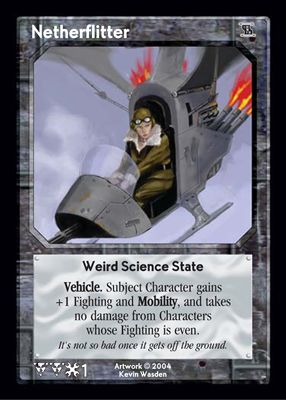 Netherflitter
Weird Science State
Vehicle. Subject Character gains
+1 Fighting and Mobility, and takes
no damage from Characters
whose Fighting is even.
It's not so bad once it gets off the ground.
1
Artwork © 2004
Kevin Wasden